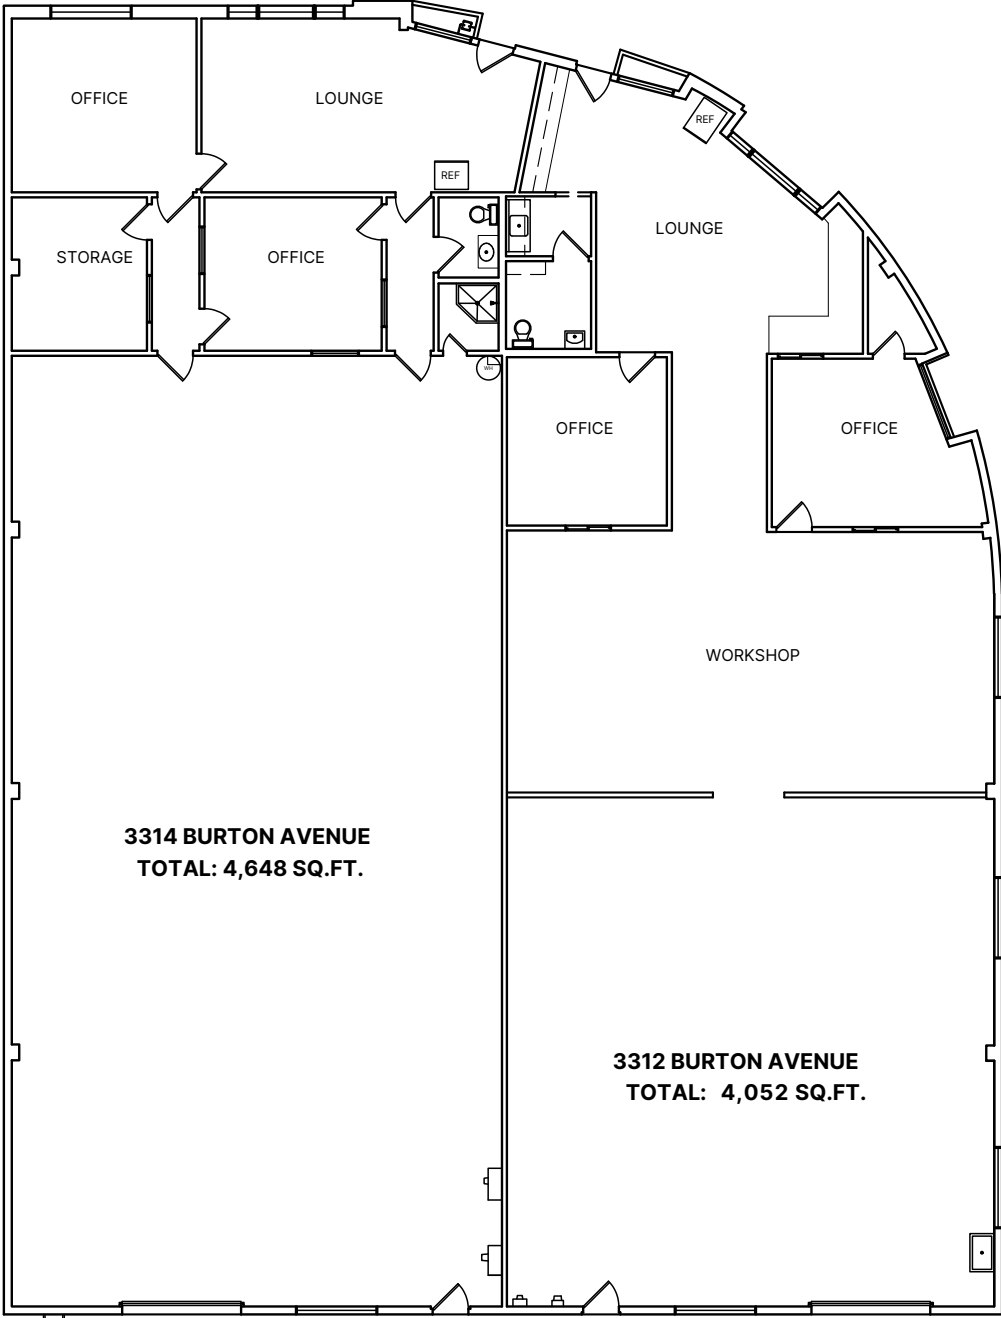 OFFICE
LOUNGE
REF
REF
LOUNGE
STORAGE
OFFICE
WH
OFFICE
OFFICE
WORKSHOP
3314 BURTON AVENUE
TOTAL: 4,648 SQ.FT.
3312 BURTON AVENUE
TOTAL: 4,052 SQ.FT.